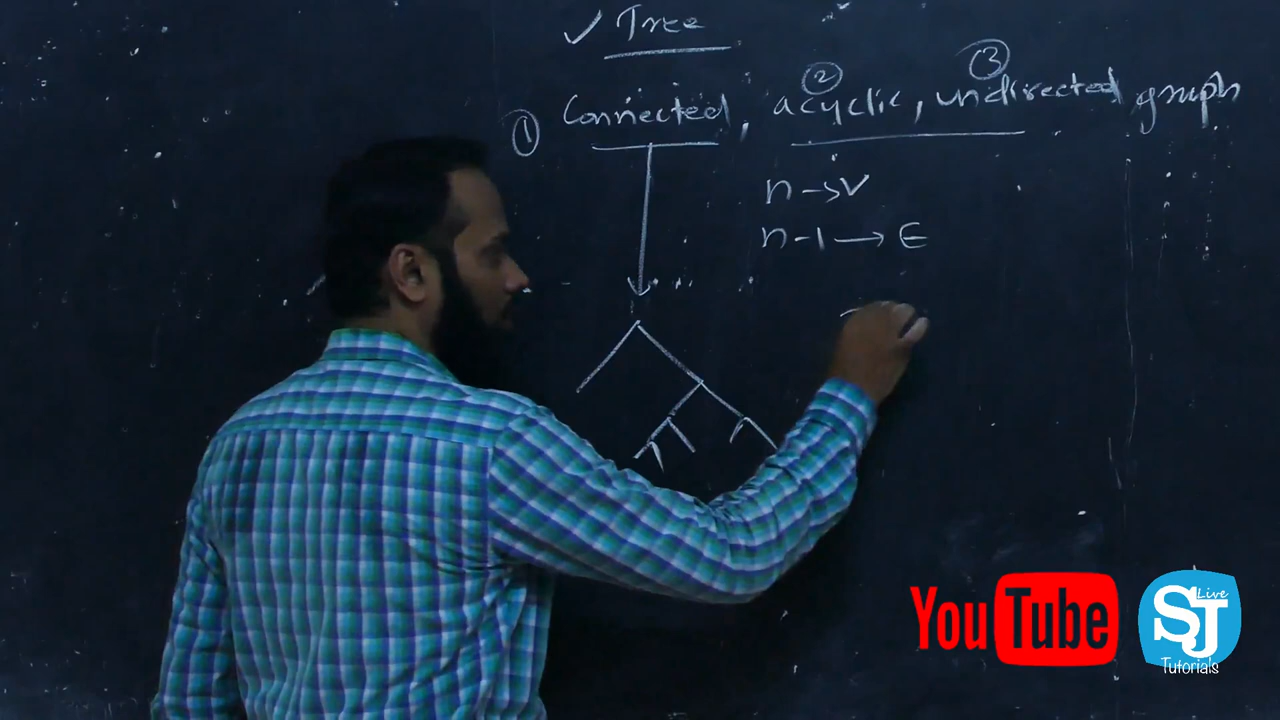 ✓ Tree
② ③
① Connected, acyclic, undirected graph
n → V
n-1 → E
YouTube
Live
SJ
Tutorials